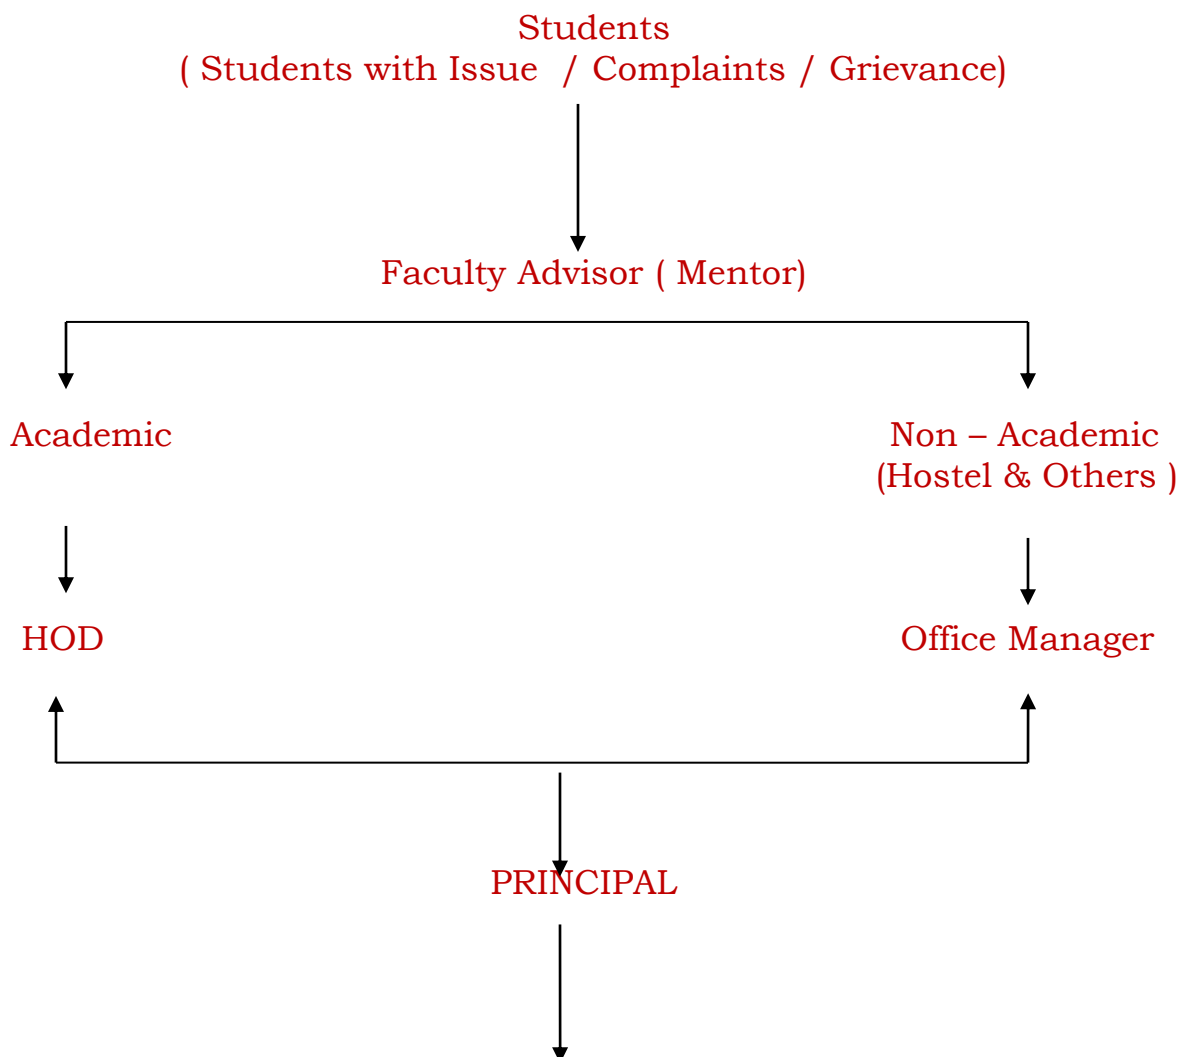 Students
( Students with Issue / Complaints / Grievance)
Faculty Advisor ( Mentor)
Academic
Non – Academic
(Hostel & Others )
HOD
Office Manager
PRINCIPAL